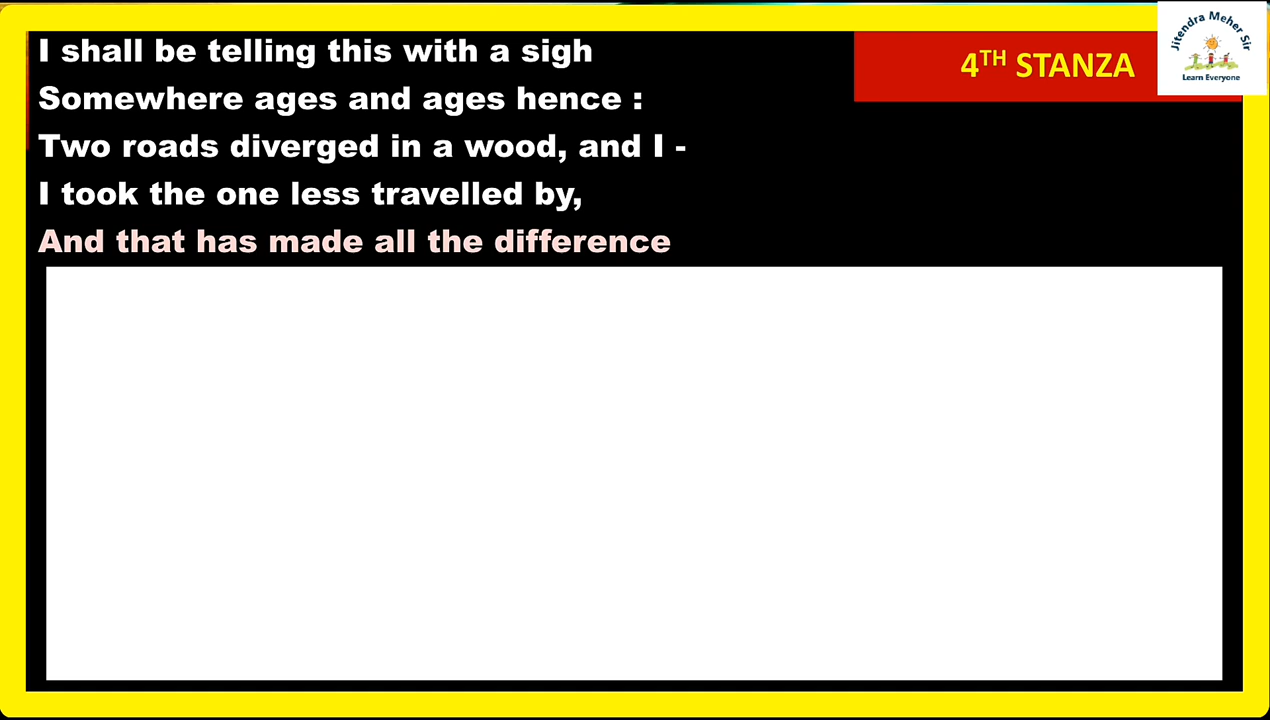 I shall be telling this with a sigh
Somewhere ages and ages hence :
Two roads diverged in a wood, and I -
I took the one less travelled by,
And that has made all the difference
4TH STANZA
Jitendra Meher Sir
Learn Everyone